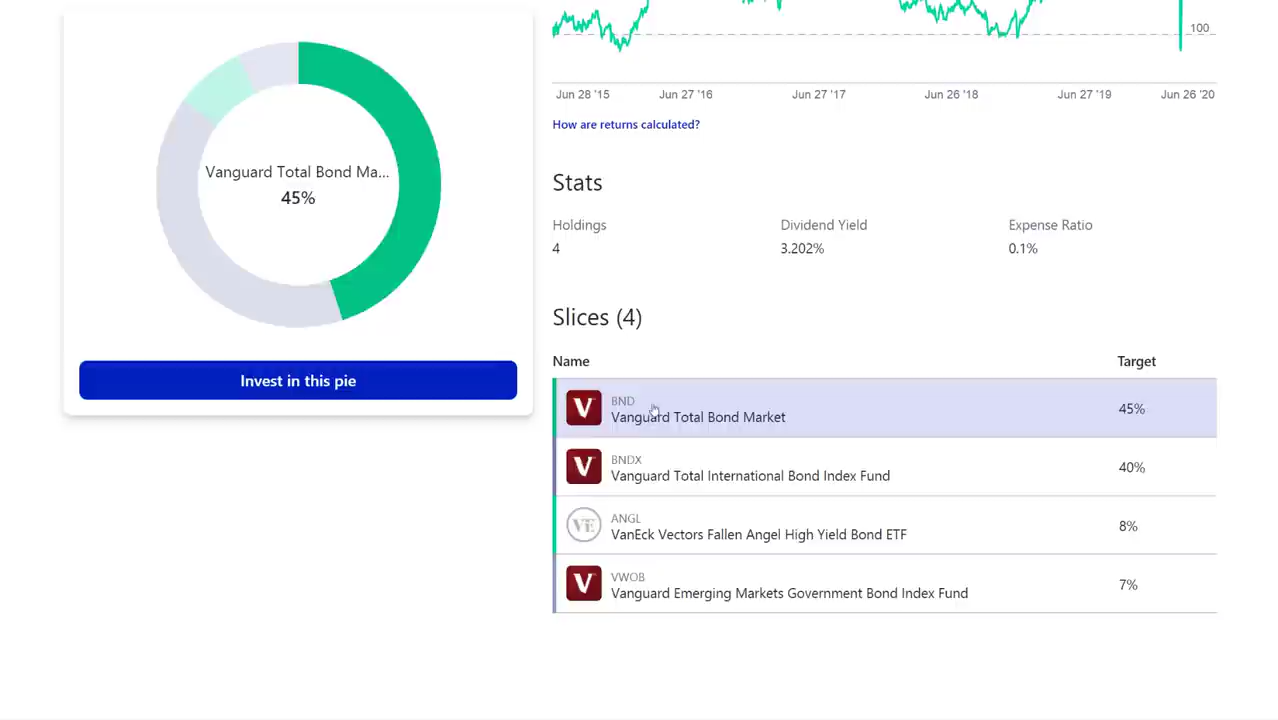 100
Jun 28 '15 Jun 27 '16 Jun 27 '17 Jun 26 '18 Jun 27 '19 Jun 26 '20
How are returns calculated?
Vanguard Total Bond Ma...
45%
Invest in this pie
Stats
Holdings Dividend Yield Expense Ratio
4 3.202% 0.1%
Slices (4)
Name Target
V BND
Vanguard Total Bond Market 45%
V BNDX
Vanguard Total International Bond Index Fund 40%
VE ANGL
VanEck Vectors Fallen Angel High Yield Bond ETF 8%
V VWOB
Vanguard Emerging Markets Government Bond Index Fund 7%